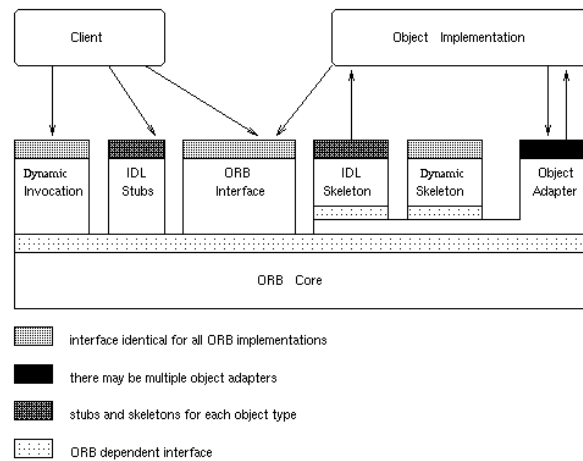 Client
Object Implementation
Dynamic
Invocation
IDL
Stubs
ORB
Interface
IDL
Skeleton
Dynamic
Skeleton
Object
Adapter
ORB Core
interface identical for all ORB implementations
there may be multiple object adapters
stubs and skeletons for each object type
ORB dependent interface